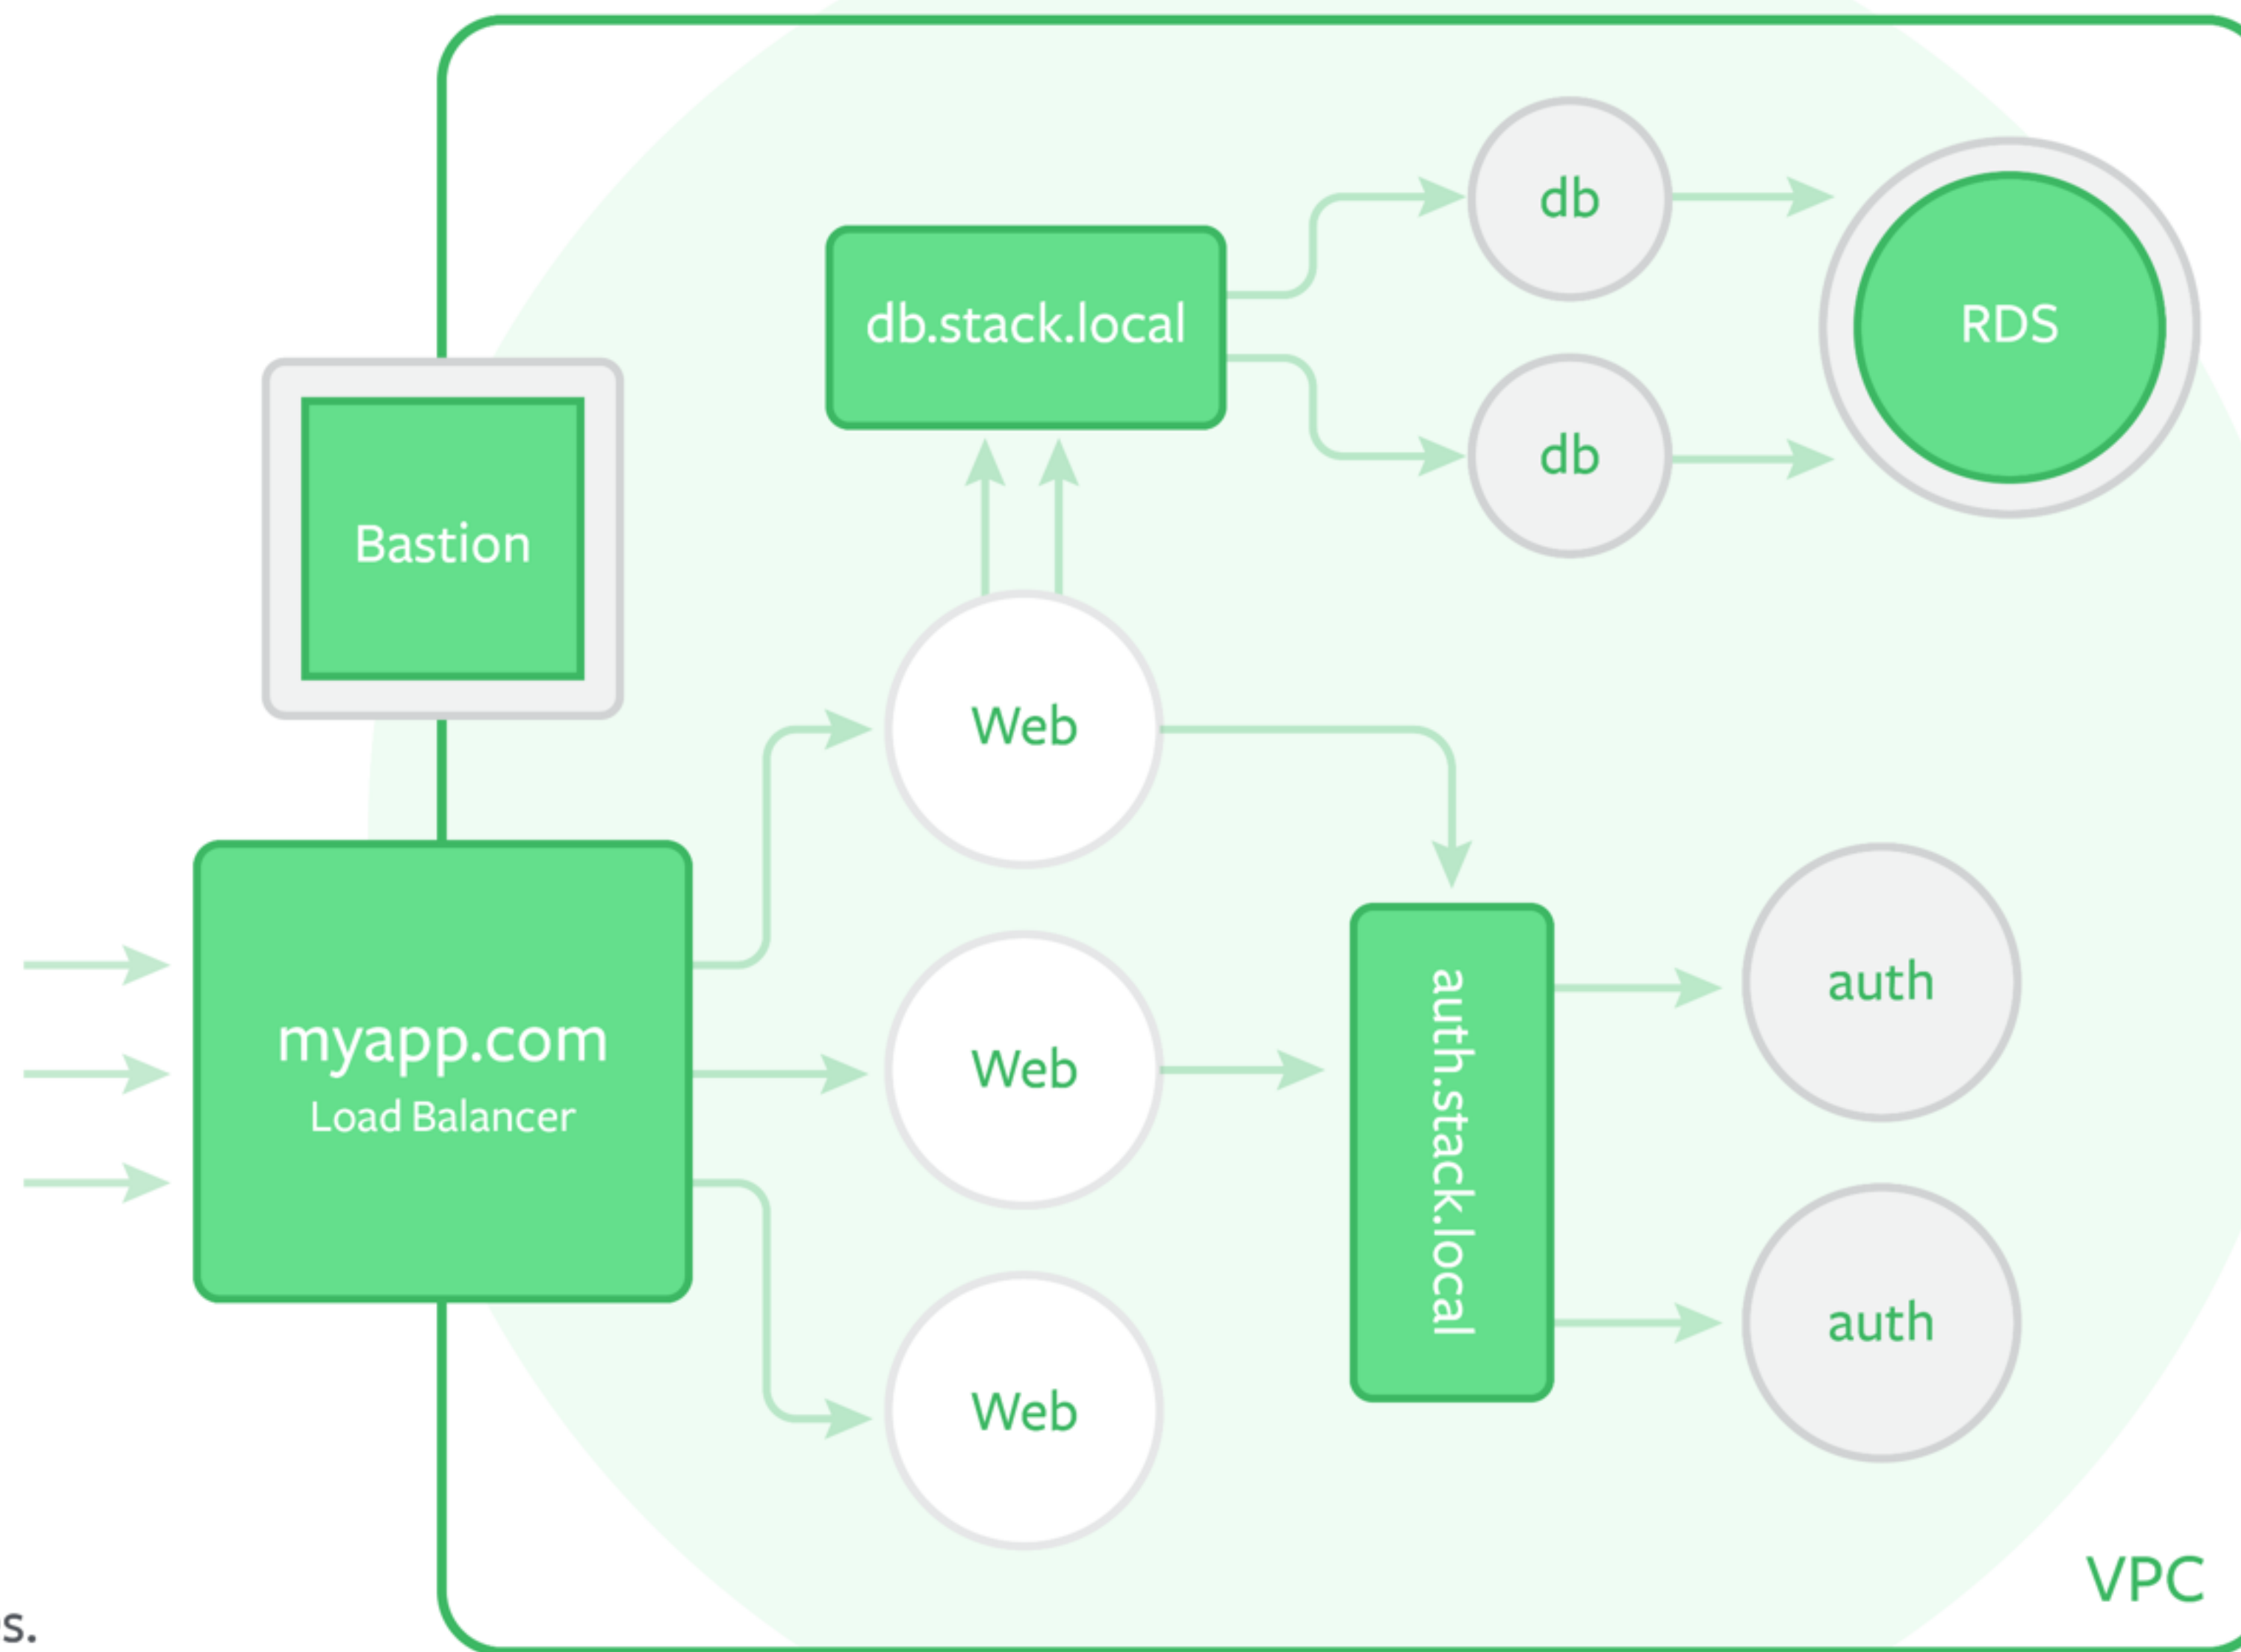 db
db.stack.local
RDS
db
Bastion
Web
myapp.com
Load Balancer
Web
auth.stack.local
auth
auth
Web
VPC
s.